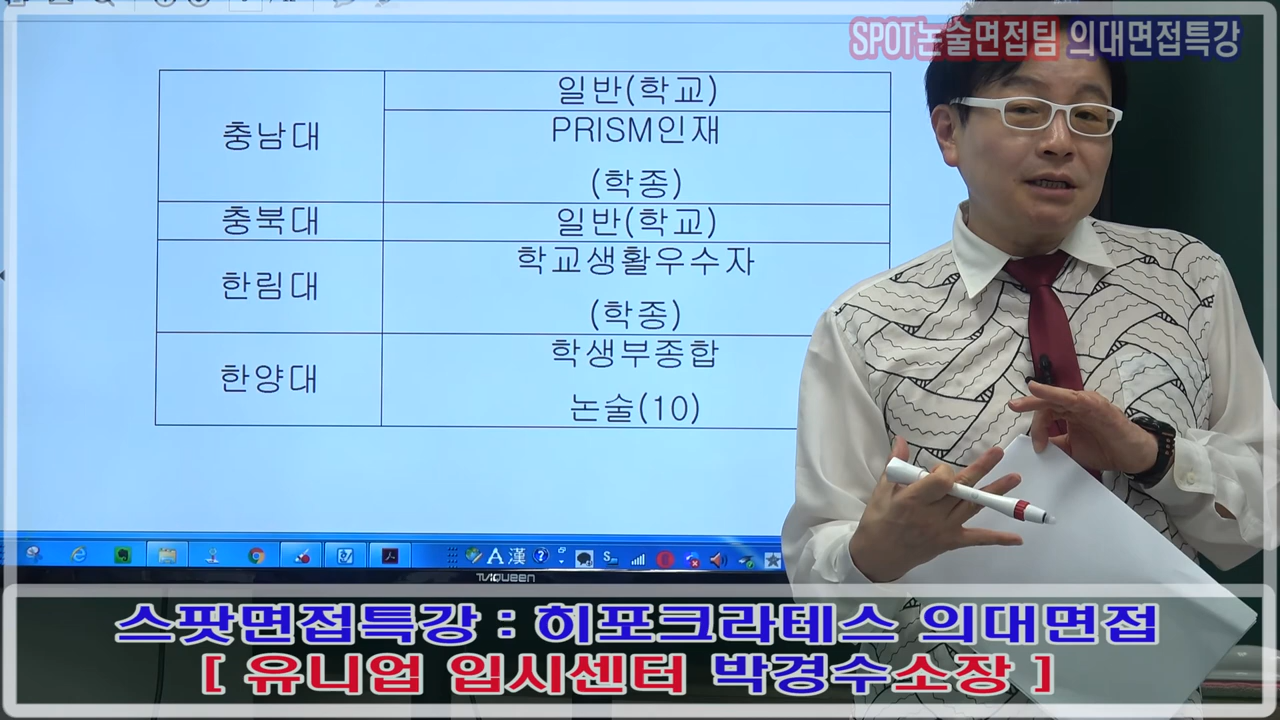 SPOT논술면접팀 의대면접특강
충남대
일반(학교)
PRISM인재
(학종)
충북대
일반(학교)
한림대
학교생활우수자
(학종)
한양대
학생부종합
논술(10)
A 漢
TVQueen
스팟면접특강 : 히포크라테스 의대면접
[ 유니업 입시센터 박경수소장 ]